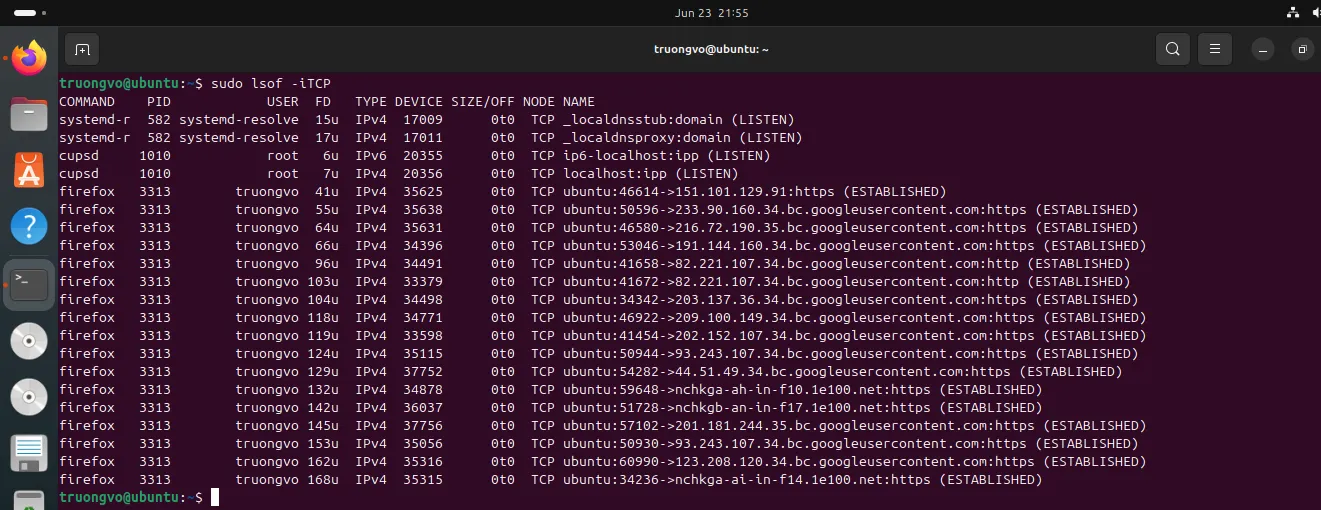 Jun 23 21:55
truongvo@ubuntu: ~
truongvo@ubuntu:~$ sudo lsof -iTCP
COMMAND    PID            USER   FD   TYPE DEVICE SIZE/OFF NODE NAME
systemd-r  582 systemd-resolve  15u  IPv4  17009      0t0  TCP _localdnsstub:domain (LISTEN)
systemd-r  582 systemd-resolve  17u  IPv4  17011      0t0  TCP _localdnsproxy:domain (LISTEN)
cupsd     1010            root   6u  IPv6  20355      0t0  TCP ip6-localhost:ipp (LISTEN)
cupsd     1010            root   7u  IPv4  20356      0t0  TCP localhost:ipp (LISTEN)
firefox   3313        truongvo  41u  IPv4  35625      0t0  TCP ubuntu:46614->151.101.129.91:https (ESTABLISHED)
firefox   3313        truongvo  55u  IPv4  35638      0t0  TCP ubuntu:50596->233.90.160.34.bc.googleusercontent.com:https (ESTABLISHED)
firefox   3313        truongvo  64u  IPv4  35631      0t0  TCP ubuntu:46580->216.72.190.35.bc.googleusercontent.com:https (ESTABLISHED)
firefox   3313        truongvo  66u  IPv4  34396      0t0  TCP ubuntu:53046->191.144.160.34.bc.googleusercontent.com:https (ESTABLISHED)
firefox   3313        truongvo  96u  IPv4  34491      0t0  TCP ubuntu:41658->82.221.107.34.bc.googleusercontent.com:http (ESTABLISHED)
firefox   3313        truongvo 103u  IPv4  33379      0t0  TCP ubuntu:41672->82.221.107.34.bc.googleusercontent.com:http (ESTABLISHED)
firefox   3313        truongvo 104u  IPv4  34498      0t0  TCP ubuntu:34342->203.137.36.34.bc.googleusercontent.com:https (ESTABLISHED)
firefox   3313        truongvo 118u  IPv4  34771      0t0  TCP ubuntu:46922->209.100.149.34.bc.googleusercontent.com:https (ESTABLISHED)
firefox   3313        truongvo 119u  IPv4  33598      0t0  TCP ubuntu:41454->202.152.107.34.bc.googleusercontent.com:https (ESTABLISHED)
firefox   3313        truongvo 124u  IPv4  35115      0t0  TCP ubuntu:50944->93.243.107.34.bc.googleusercontent.com:https (ESTABLISHED)
firefox   3313        truongvo 129u  IPv4  37752      0t0  TCP ubuntu:54282->44.51.49.34.bc.googleusercontent.com:https (ESTABLISHED)
firefox   3313        truongvo 132u  IPv4  34878      0t0  TCP ubuntu:59648->nchkga-ah-in-f10.1e100.net:https (ESTABLISHED)
firefox   3313        truongvo 142u  IPv4  36037      0t0  TCP ubuntu:51728->nchkgb-an-in-f17.1e100.net:https (ESTABLISHED)
firefox   3313        truongvo 145u  IPv4  37756      0t0  TCP ubuntu:57102->201.181.244.35.bc.googleusercontent.com:https (ESTABLISHED)
firefox   3313        truongvo 153u  IPv4  35056      0t0  TCP ubuntu:50930->93.243.107.34.bc.googleusercontent.com:https (ESTABLISHED)
firefox   3313        truongvo 162u  IPv4  35316      0t0  TCP ubuntu:60990->123.208.120.34.bc.googleusercontent.com:https (ESTABLISHED)
firefox   3313        truongvo 168u  IPv4  35315      0t0  TCP ubuntu:34236->nchkga-ai-in-f14.1e100.net:https (ESTABLISHED)
truongvo@ubuntu:~$